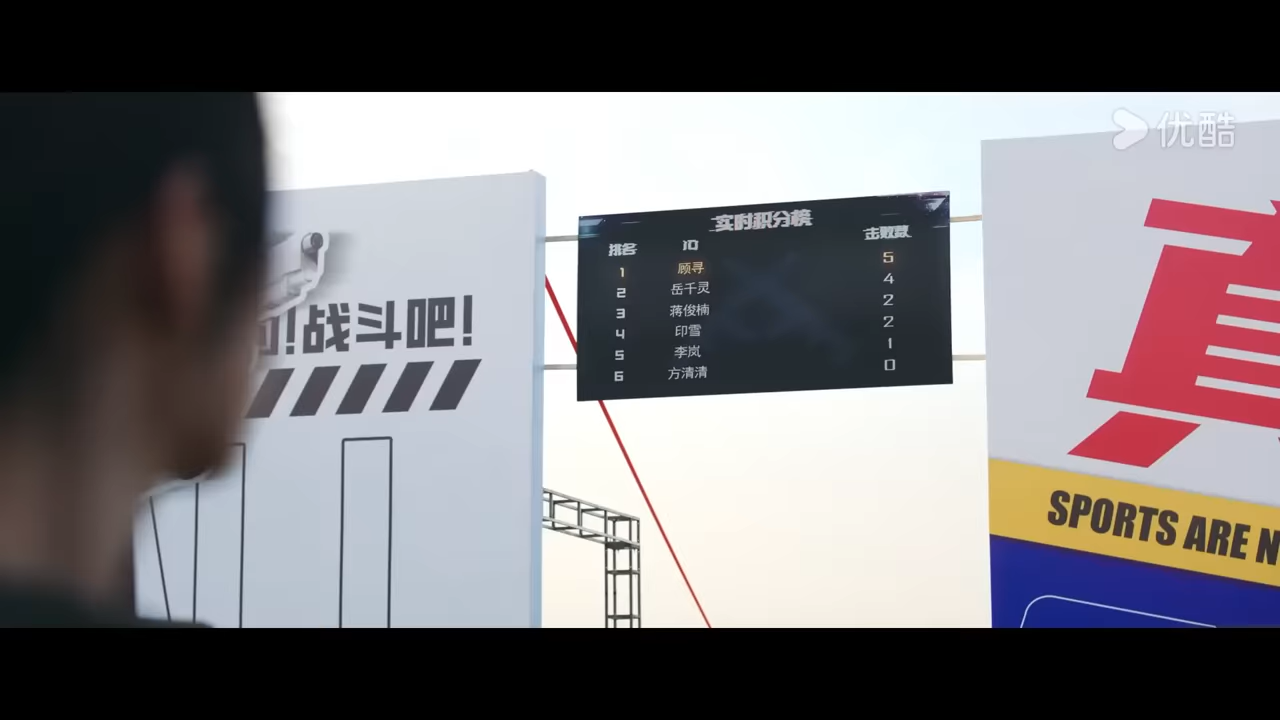 优酷
实时积分榜
排名 ID 击败数
1 顾寻 5
2 岳千灵 4
3 蒋俊楠 2
4 印雪 2
5 李岚 1
6 方清清 0
!战斗吧!
SPORTS ARE N